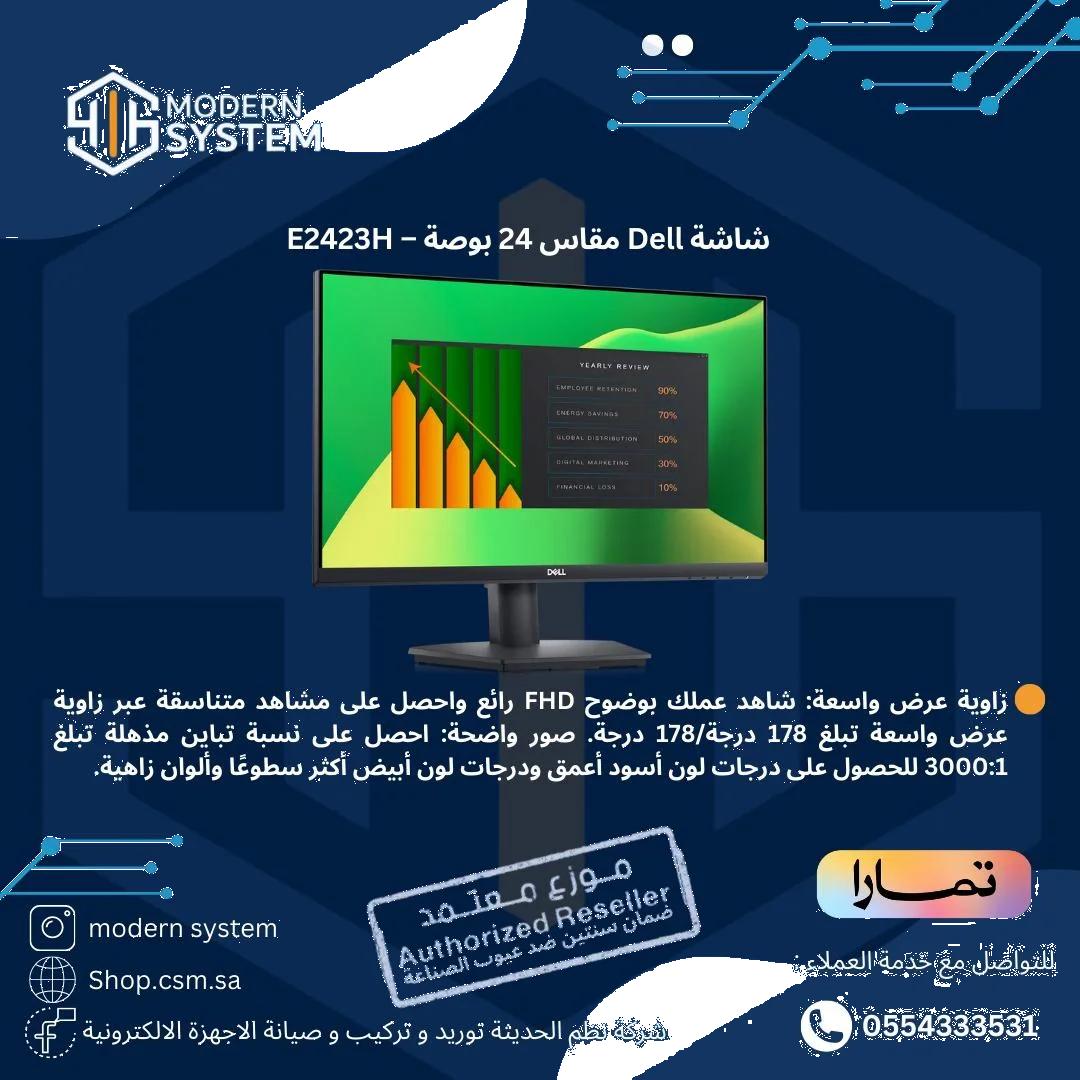 MODERN
SYSTEM
شاشة Dell مقاس 24 بوصة – E2423H
YEARLY REVIEW
EMPLOYEE RETENTION 90%
ENERGY SAVINGS 70%
GLOBAL DISTRIBUTION 50%
DIGITAL MARKETING 30%
FINANCIAL LOSS 10%
DELL
زاوية عرض واسعة: شاهد عملك بوضوح FHD رائع واحصل على مشاهد متناسقة عبر زاوية
عرض واسعة تبلغ 178 درجة/178 درجة. صور واضحة: احصل على نسبة تباين مذهلة تبلغ
3000:1 للحصول على درجات لون أسود أعمق ودرجات لون أبيض أكثر سطوعًا وألوان زاهية.
موزع معتمد
Authorized Reseller
ضمان سنتين ضد عيوب الصناعة
تمارا
modern system
للتواصل مع خدمة العملاء:
Shop.csm.sa
0554333531
شركة نظم الحديثة توريد و تركيب و صيانة الاجهزة الالكترونية